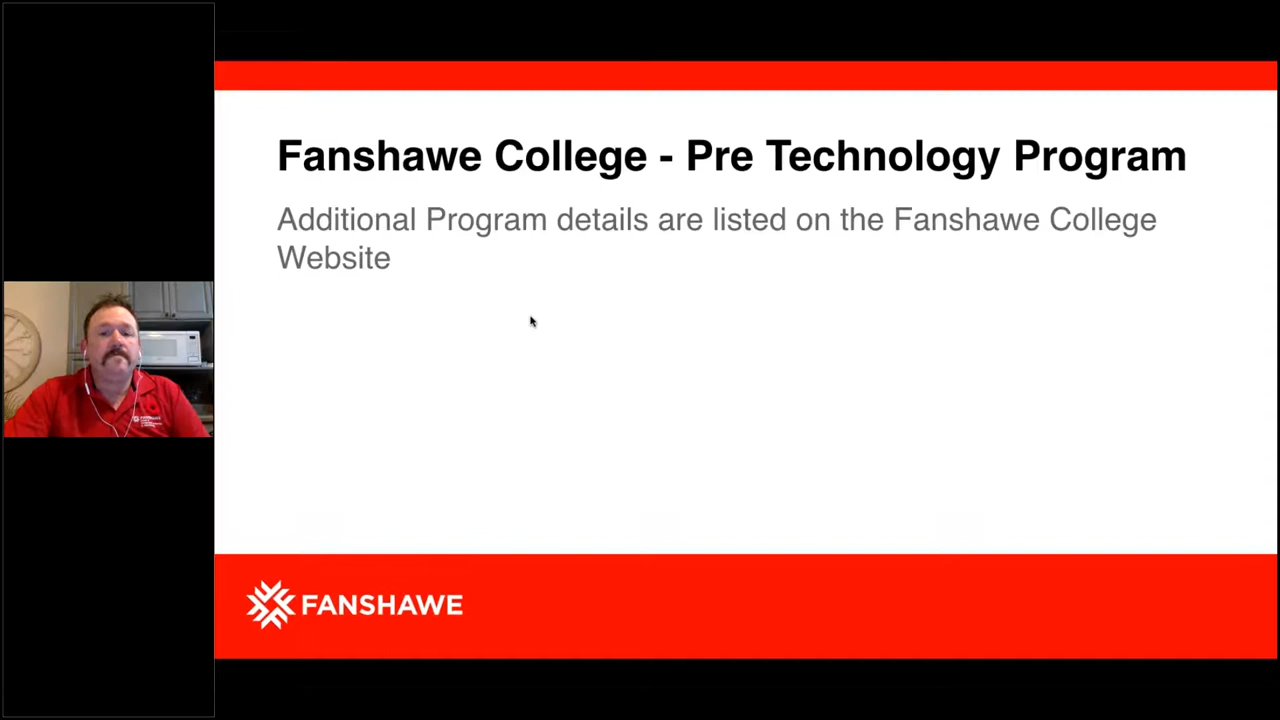 Fanshawe College - Pre Technology Program
Additional Program details are listed on the Fanshawe College
Website
FANSHAWE